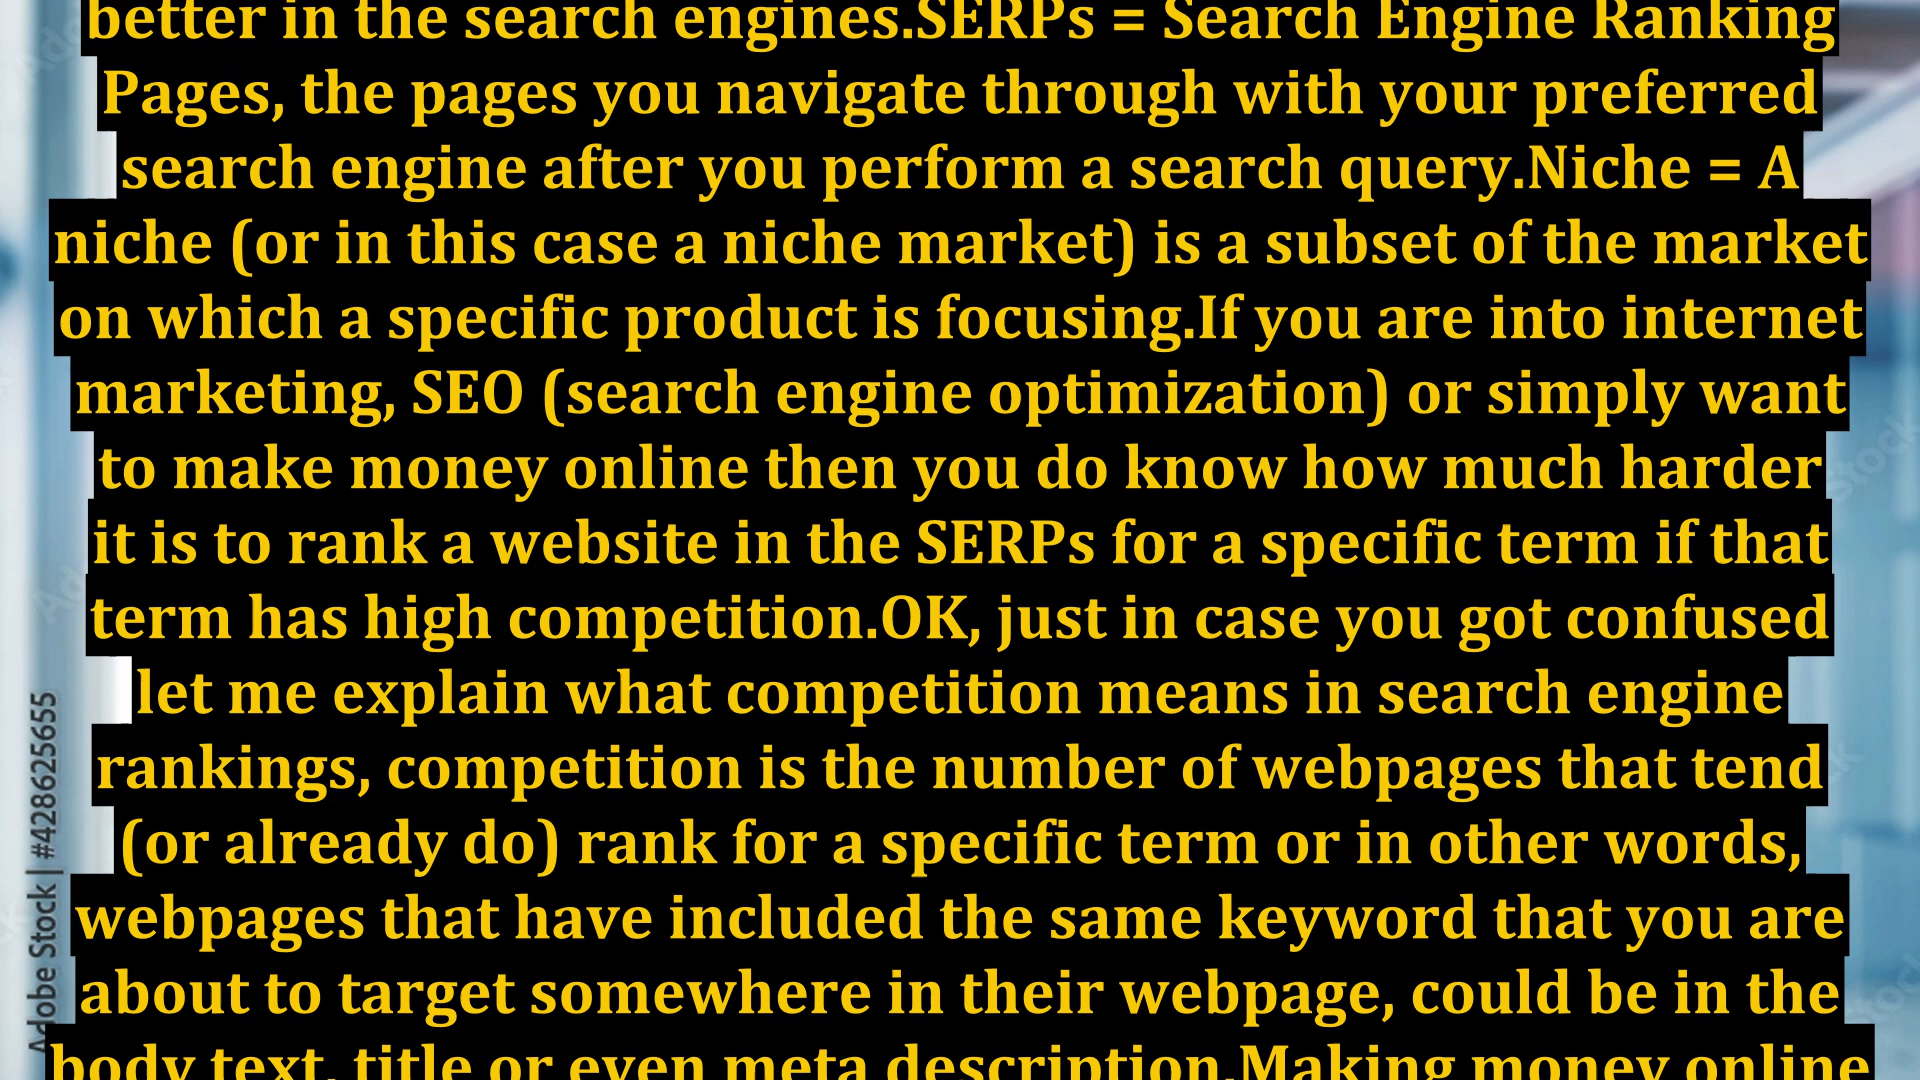 better in the search engines.SERPs = Search Engine Ranking
Pages, the pages you navigate through with your preferred
search engine after you perform a search query.Niche = A
niche (or in this case a niche market) is a subset of the market
on which a specific product is focusing.If you are into internet
marketing, SEO (search engine optimization) or simply want
to make money online then you do know how much harder
it is to rank a website in the SERPs for a specific term if that
term has high competition.OK, just in case you got confused
let me explain what competition means in search engine
rankings, competition is the number of webpages that tend
(or already do) rank for a specific term or in other words,
webpages that have included the same keyword that you are
about to target somewhere in their webpage, could be in the
body text, title or even meta description.Making money online
Adobe Stock | #428625655